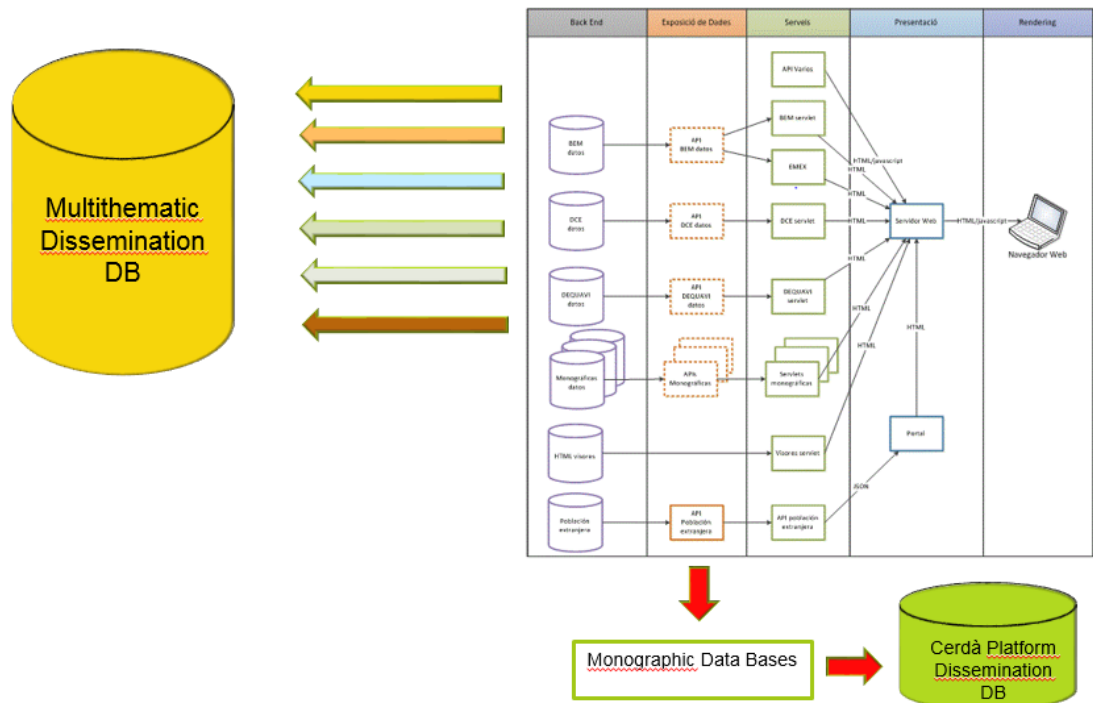 Multithematic
Dissemination
DB
Back End
Exposició de Dades
Serveis
Presentació
Rendering
API Varios
BEM
datos
API
BEM datos
BEM servlet
EMEX
HTML/javascript
HTML
HTML
DCE
datos
API
DCE datos
DCE servlet
HTML
Servidor Web
HTML/javascript
Navegador Web
HTML
DEQUAVI
datos
API
DEQUAVI
datos
DEQUAVI
servlet
HTML
HTML
HTML
Monográficas
datos
APIs
Monográficas
Servlets
monográficas
HTML visores
Visores servlet
Portal
JSON
Población
extranjera
API
Población
extranjera
API población
extranjera
Monographic Data Bases
Cerdà Platform
Dissemination
DB